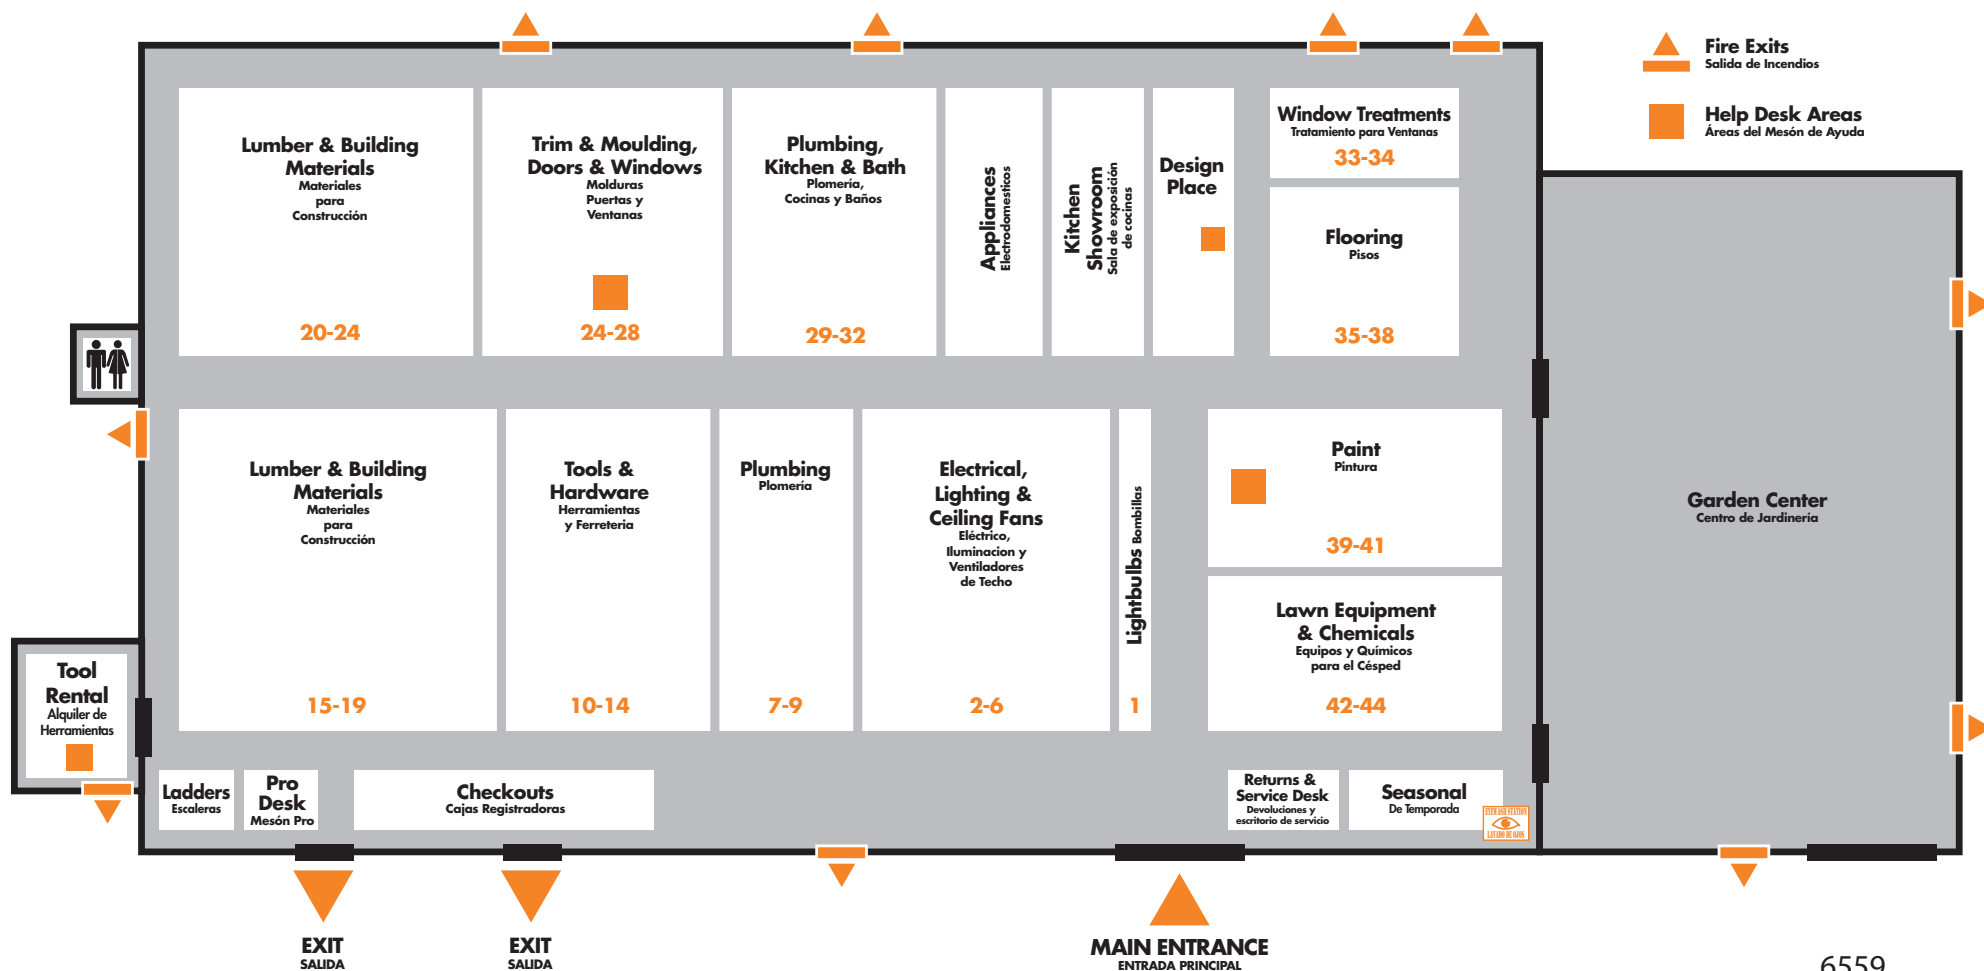 Fire Exits
Salida de Incendios
Help Desk Areas
Áreas del Mesón de Ayuda
Lumber & Building
Materials
Materiales
para
Construcción
20-24
Trim & Moulding,
Doors & Windows
Molduras
Puertas y
Ventanas
24-28
Plumbing,
Kitchen & Bath
Plomería,
Cocinas y Baños
29-32
Appliances
Electrodomesticos
Kitchen
Showroom
Sala de exposición
de cocinas
Design
Place
Window Treatments
Tratamiento para Ventanas
33-34
Flooring
Pisos
35-38
Lumber & Building
Materials
Materiales
para
Construcción
15-19
Tools &
Hardware
Herramientas
y Ferreteria
10-14
Plumbing
Plomería
7-9
Electrical,
Lighting &
Ceiling Fans
Eléctrico,
Iluminacion y
Ventiladores
de Techo
2-6
Lightbulbs Bombillas
1
Paint
Pintura
39-41
Lawn Equipment
& Chemicals
Equipos y Químicos
para el Césped
42-44
Garden Center
Centro de Jardinería
Tool
Rental
Alquiler de
Herramientas
Ladders
Escaleras
Pro
Desk
Mesón Pro
Checkouts
Cajas Registradoras
Returns &
Service Desk
Devoluciones y
escritorio de servicio
Seasonal
De Temporada
EYEWASH STATION
LAVADO DE OJOS
EXIT
SALIDA
EXIT
SALIDA
MAIN ENTRANCE
ENTRADA PRINCIPAL
6559